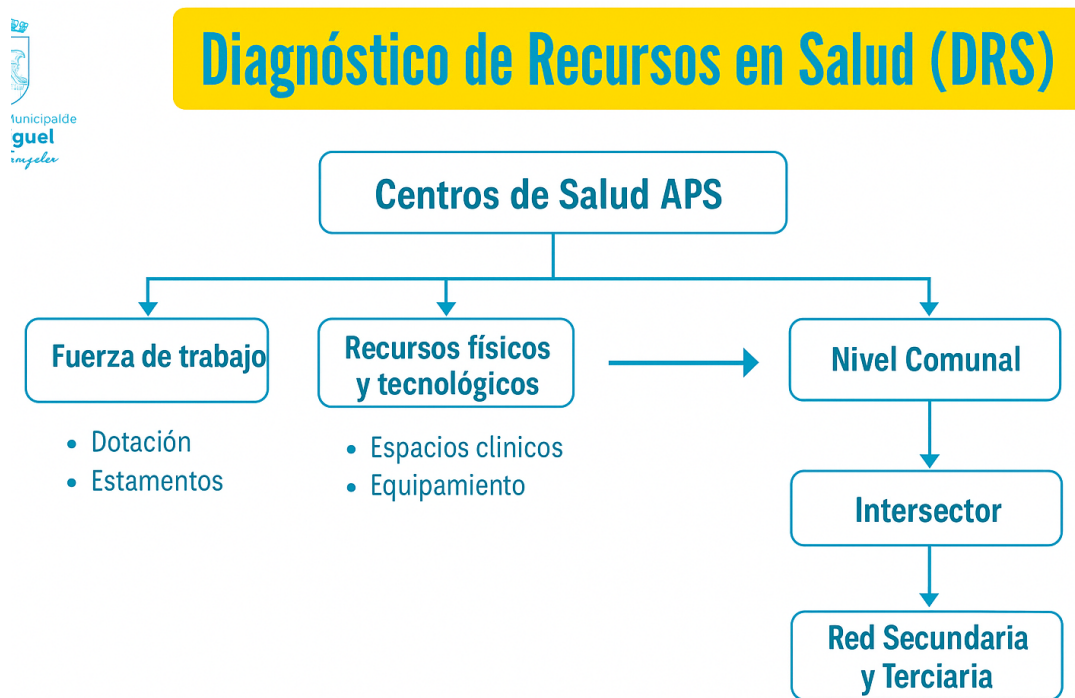 Diagnóstico de Recursos en Salud (DRS)
Municipalde
guel
Centros de Salud APS
Fuerza de trabajo
• Dotación
• Estamentos
Recursos físicos
y tecnológicos
• Espacios clinicos
• Equipamiento
Nivel Comunal
Intersector
Red Secundaria
y Terciaria